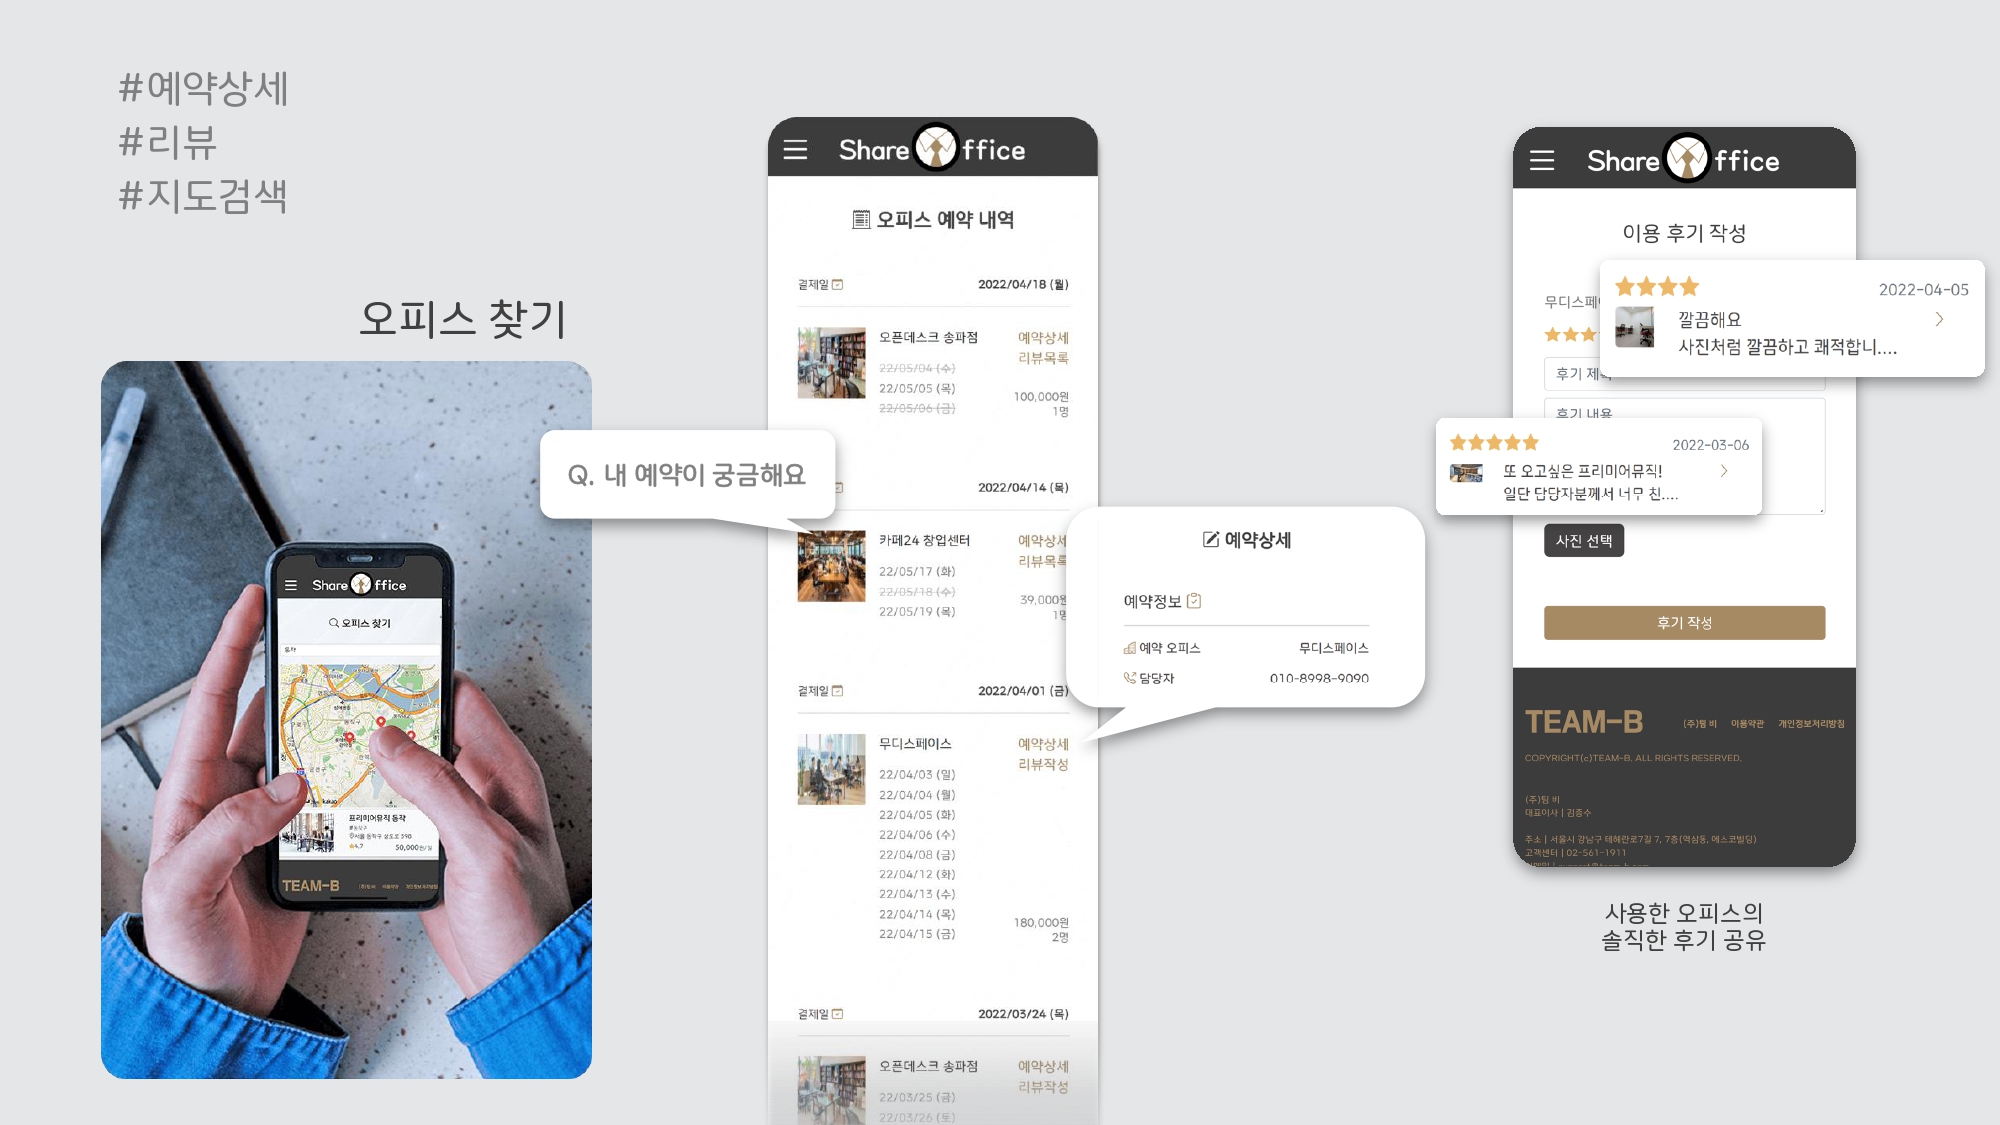 #예약상세
#리뷰
#지도검색
오피스 찾기
Share ffice
오피스 찾기
동작
kakao
프리미어뮤직 동작
서울 동작구 상도로 390
4.7
50,000원/일
TEAM-B
Q. 내 예약이 궁금해요
Share ffice
오피스 예약 내역
결제일 2022/04/18 (월)
오픈데스크 송파점 예약상세
리뷰목록
22/05/04 (수)
22/05/05 (목)
22/05/06 (금)
100,000원
1명
2022/04/14 (목)
카페24 창업센터 예약상세
리뷰목록
22/05/17 (화)
22/05/18 (수)
22/05/19 (목)
39,000원
1명
결제일 2022/04/01 (금)
무디스페이스 예약상세
리뷰작성
22/04/03 (일)
22/04/04 (월)
22/04/05 (화)
22/04/06 (수)
22/04/08 (금)
22/04/12 (화)
22/04/13 (수)
22/04/14 (목)
22/04/15 (금)
180,000원
2명
결제일 2022/03/24 (목)
오픈데스크 송파점 예약상세
리뷰작성
22/03/25 (금)
22/03/26 (토)
예약상세
예약정보
예약 오피스 무디스페이스
담당자 010-8998-9090
Share ffice
이용 후기 작성
무디스페
2022-04-05
깔끔해요
사진처럼 깔끔하고 쾌적합니....
후기 제
후기 내용
2022-03-06
또 오고싶은 프리미어뮤직!
일단 담당자분께서 너무 친....
사진 선택
후기 작성
TEAM-B (주)팀 비 이용약관 개인정보처리방침
COPYRIGHT(c)TEAM-B. ALL RIGHTS RESERVED.
(주)팀 비
대표이사 | 김종수
주소 | 서울시 강남구 테헤란로7길 7, 7층(역삼동, 에스코빌딩)
고객센터 | 02-561-1911
사용한 오피스의
솔직한 후기 공유